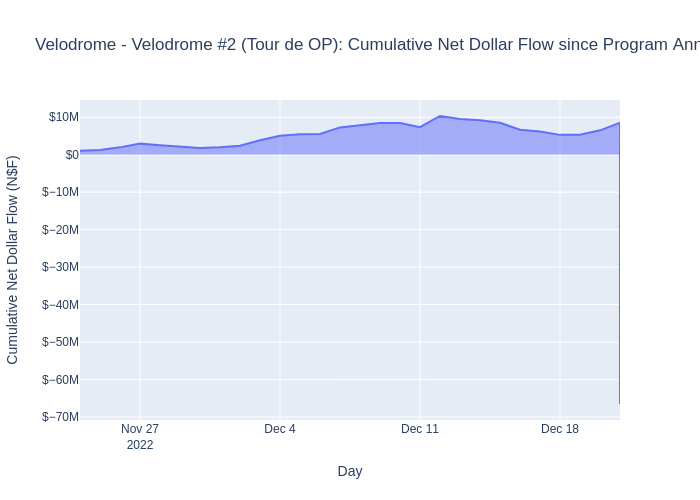 Velodrome - Velodrome #2 (Tour de OP): Cumulative Net Dollar Flow since Program Ann
$10M
$0
$−10M
$−20M
$−30M
$−40M
$−50M
$−60M
$−70M
Cumulative Net Dollar Flow (N$F)
Nov 27
2022
Dec 4
Dec 11
Dec 18
Day